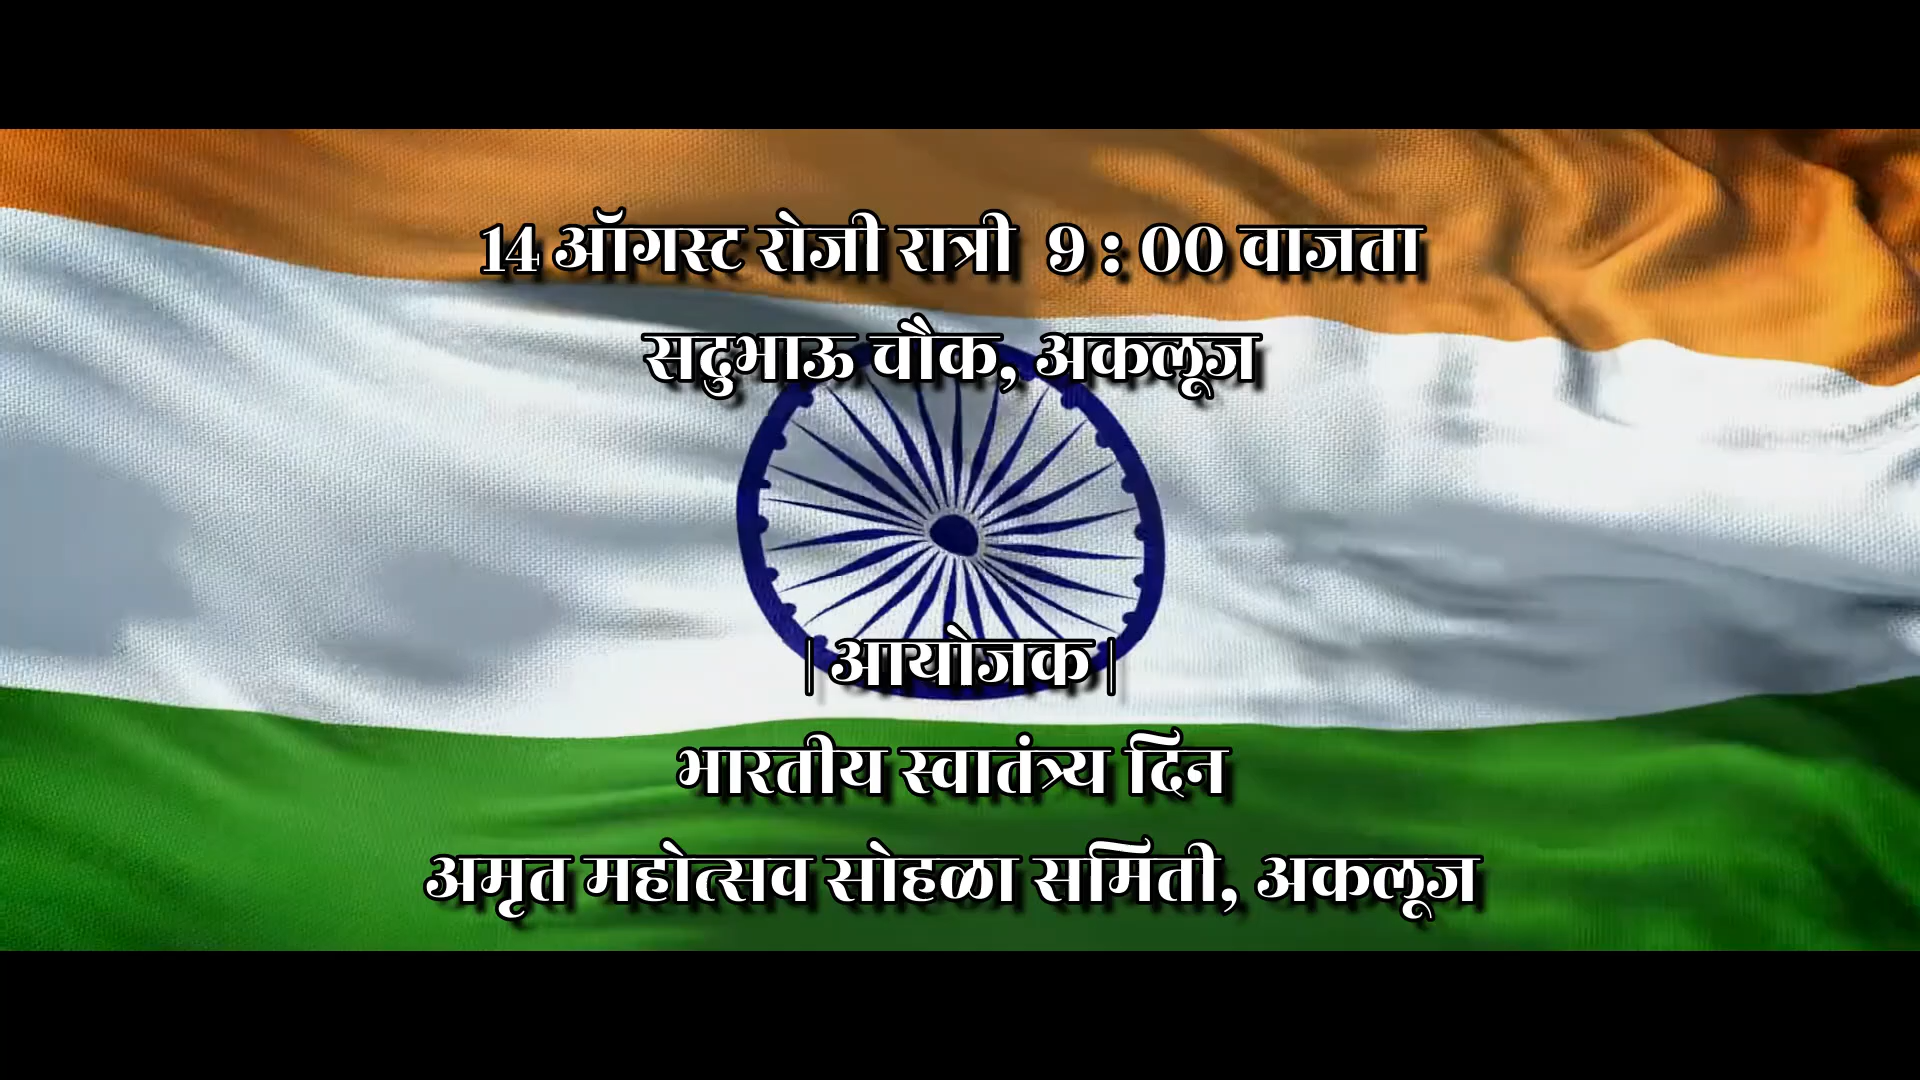 14 ऑगस्ट रोजी रात्री 9 : 00 वाजता
सदुभाऊ चौक, अकलूज
| आयोजक |
भारतीय स्वातंत्र्य दिन
अमृत महोत्सव सोहळा समिती, अकलूज